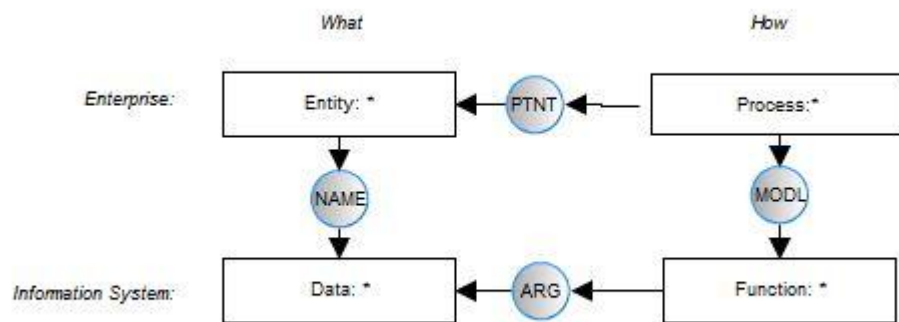 What How
Enterprise: Entity: * PTNT Process:*
NAME MODL
Information System: Data: * ARG Function: *